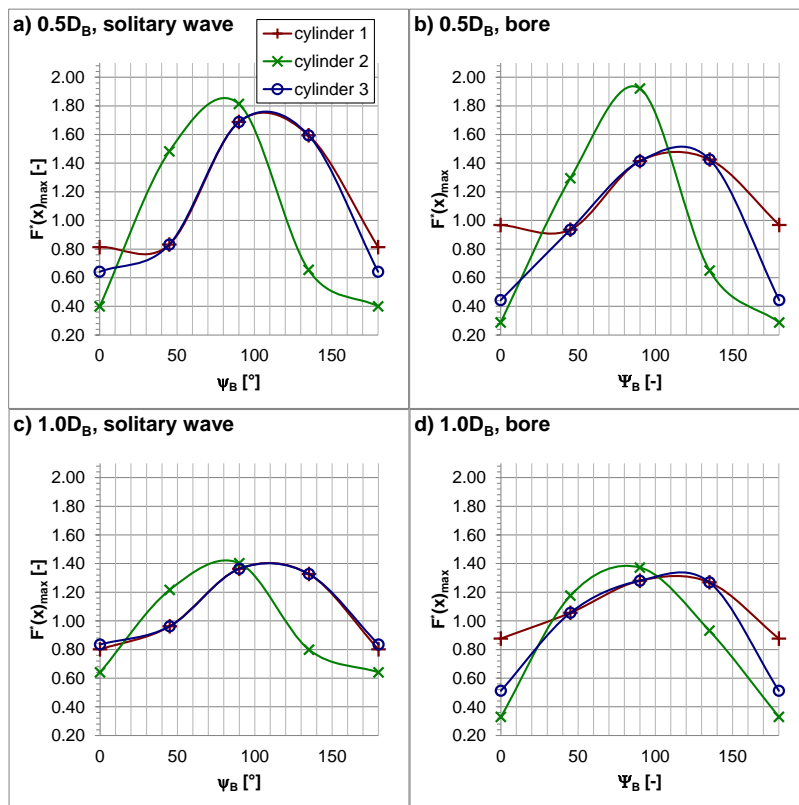 a) 0.5D_B, solitary wave
cylinder 1
cylinder 2
cylinder 3
2.00
1.80
1.60
1.40
1.20
1.00
0.80
0.60
0.40
0.20
F'(x)max [-]
0 50 100 150
ψB [°]
b) 0.5DB, bore
2.00
1.80
1.60
1.40
1.20
1.00
0.80
0.60
0.40
0.20
F'(x)max [-]
0 50 100 150
ΨB [-]
c) 1.0DB, solitary wave
2.00
1.80
1.60
1.40
1.20
1.00
0.80
0.60
0.40
0.20
F'(x)max [-]
0 50 100 150
ψB [°]
d) 1.0DB, bore
2.00
1.80
1.60
1.40
1.20
1.00
0.80
0.60
0.40
0.20
F'(x)max
0 50 100 150
ΨB [-]